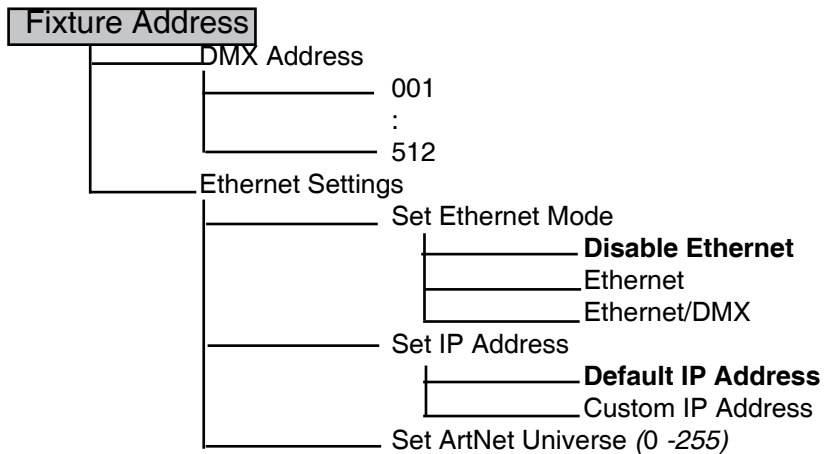 Fixture Address
DMX Address
001
:
512
Ethernet Settings
Set Ethernet Mode
Disable Ethernet
Ethernet
Ethernet/DMX
Set IP Address
Default IP Address
Custom IP Address
Set ArtNet Universe (0 -255)